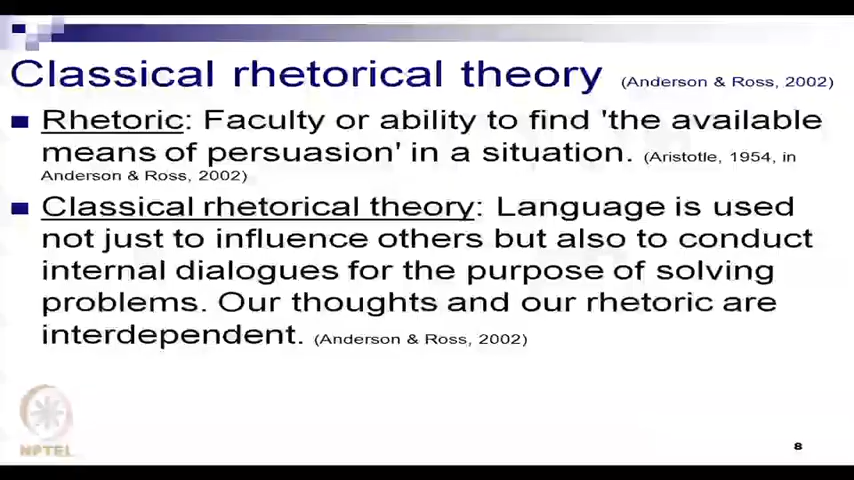 Classical rhetorical theory (Anderson & Ross, 2002)
Rhetoric: Faculty or ability to find 'the available
means of persuasion' in a situation. (Aristotle, 1954, in
Anderson & Ross, 2002)
Classical rhetorical theory: Language is used
not just to influence others but also to conduct
internal dialogues for the purpose of solving
problems. Our thoughts and our rhetoric are
interdependent. (Anderson & Ross, 2002)
NPTEL
8